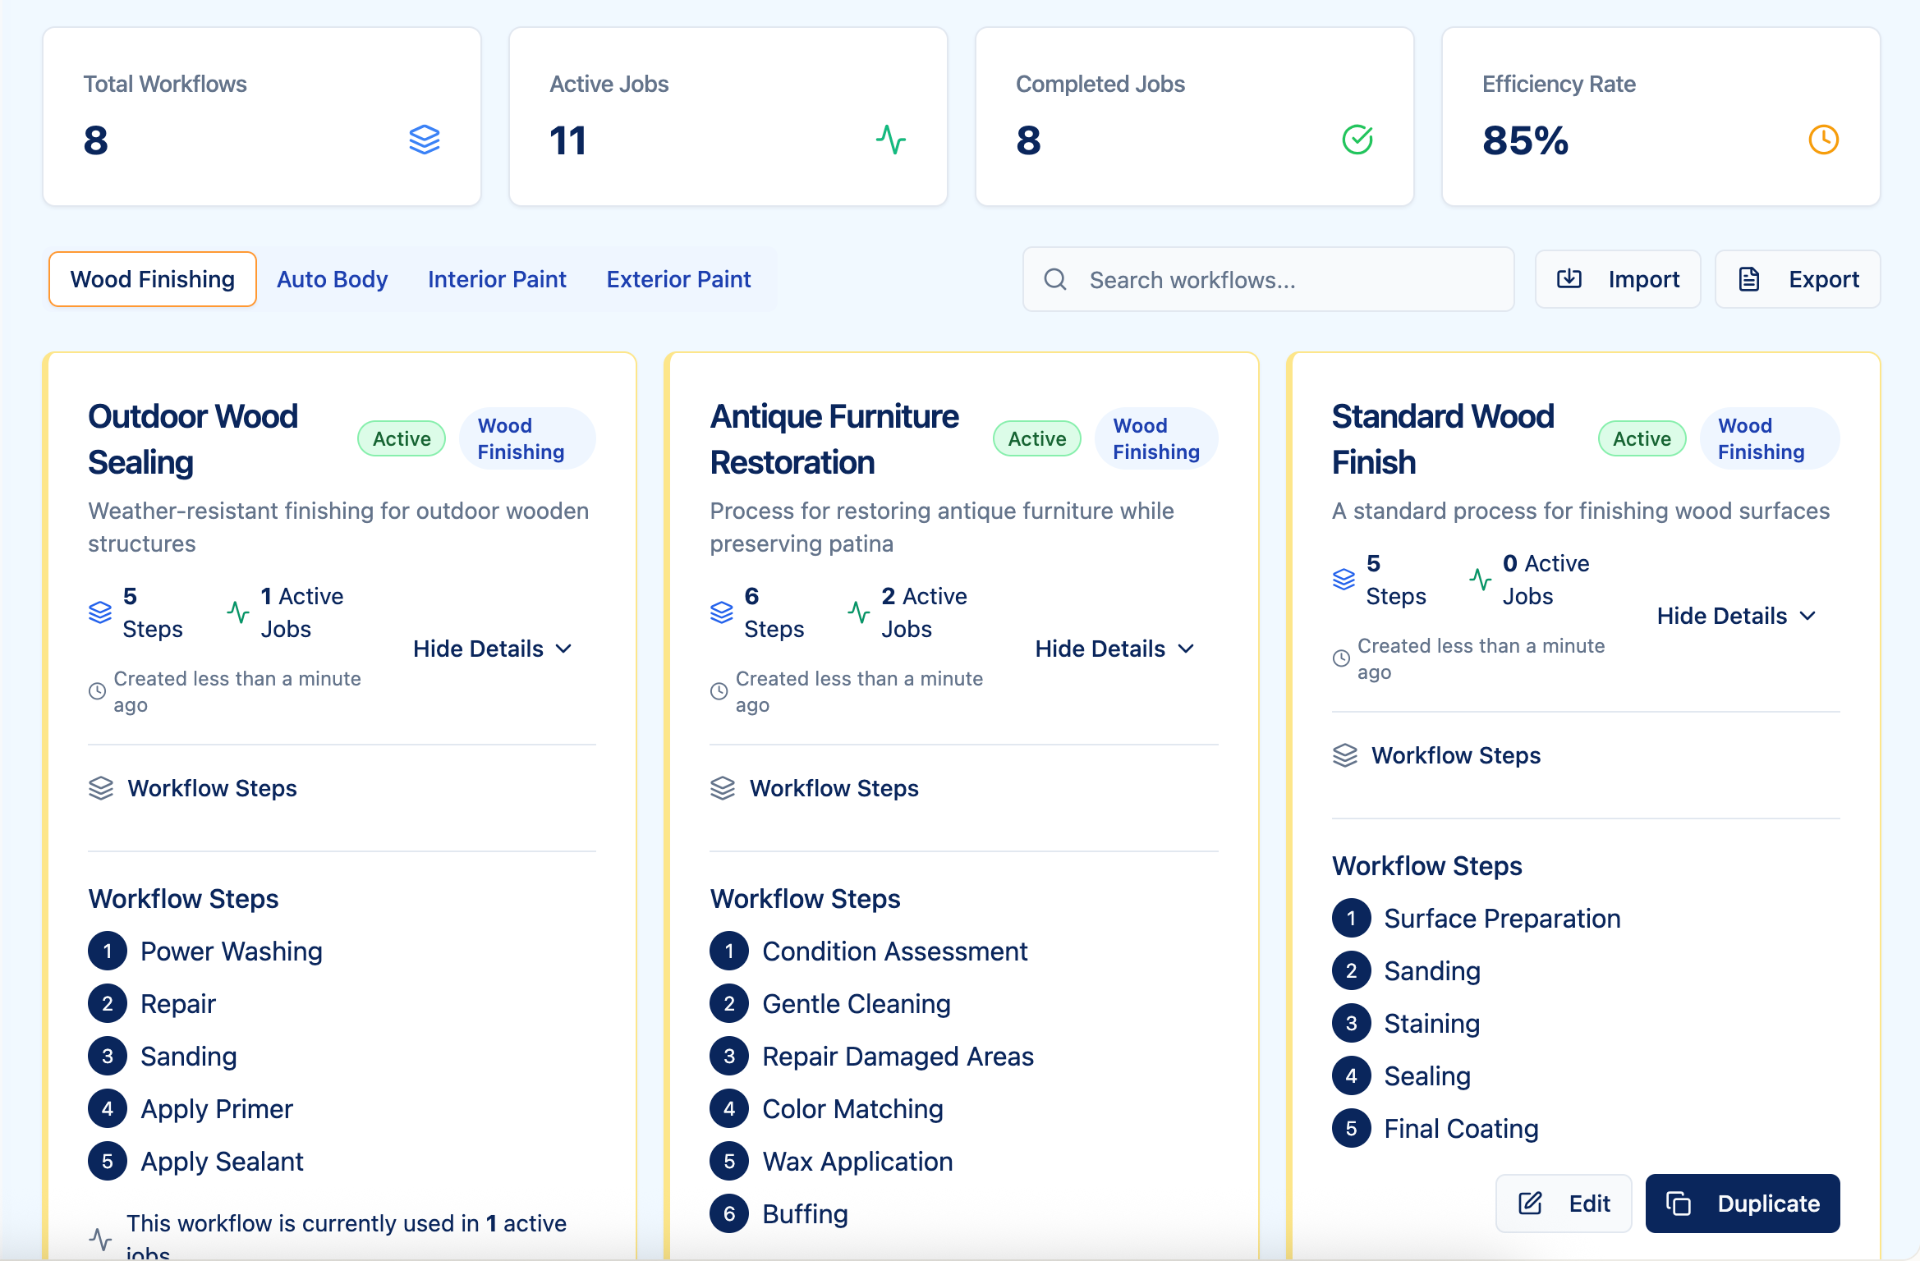 Total Workflows
8
Active Jobs
11
Completed Jobs
8
Efficiency Rate
85%
Wood Finishing
Auto Body
Interior Paint
Exterior Paint
Search workflows...
Import
Export
Outdoor Wood
Sealing
Active
Wood
Finishing
Weather-resistant finishing for outdoor wooden
structures
5
Steps
1 Active
Jobs
Hide Details
Created less than a minute
ago
Workflow Steps
Workflow Steps
1 Power Washing
2 Repair
3 Sanding
4 Apply Primer
5 Apply Sealant
This workflow is currently used in 1 active
jobs
Antique Furniture
Restoration
Active
Wood
Finishing
Process for restoring antique furniture while
preserving patina
6
Steps
2 Active
Jobs
Hide Details
Created less than a minute
ago
Workflow Steps
Workflow Steps
1 Condition Assessment
2 Gentle Cleaning
3 Repair Damaged Areas
4 Color Matching
5 Wax Application
6 Buffing
Standard Wood
Finish
Active
Wood
Finishing
A standard process for finishing wood surfaces
5
Steps
0 Active
Jobs
Hide Details
Created less than a minute
ago
Workflow Steps
Workflow Steps
1 Surface Preparation
2 Sanding
3 Staining
4 Sealing
5 Final Coating
Edit
Duplicate